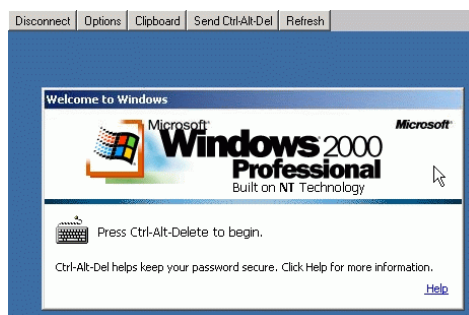 Disconnect Options Clipboard Send Ctrl-Alt-Del Refresh
Welcome to Windows
Microsoft
Microsoft
Windows 2000
Professional
Built on NT Technology
Press Ctrl-Alt-Delete to begin.
Ctrl-Alt-Del helps keep your password secure. Click Help for more information.
Help